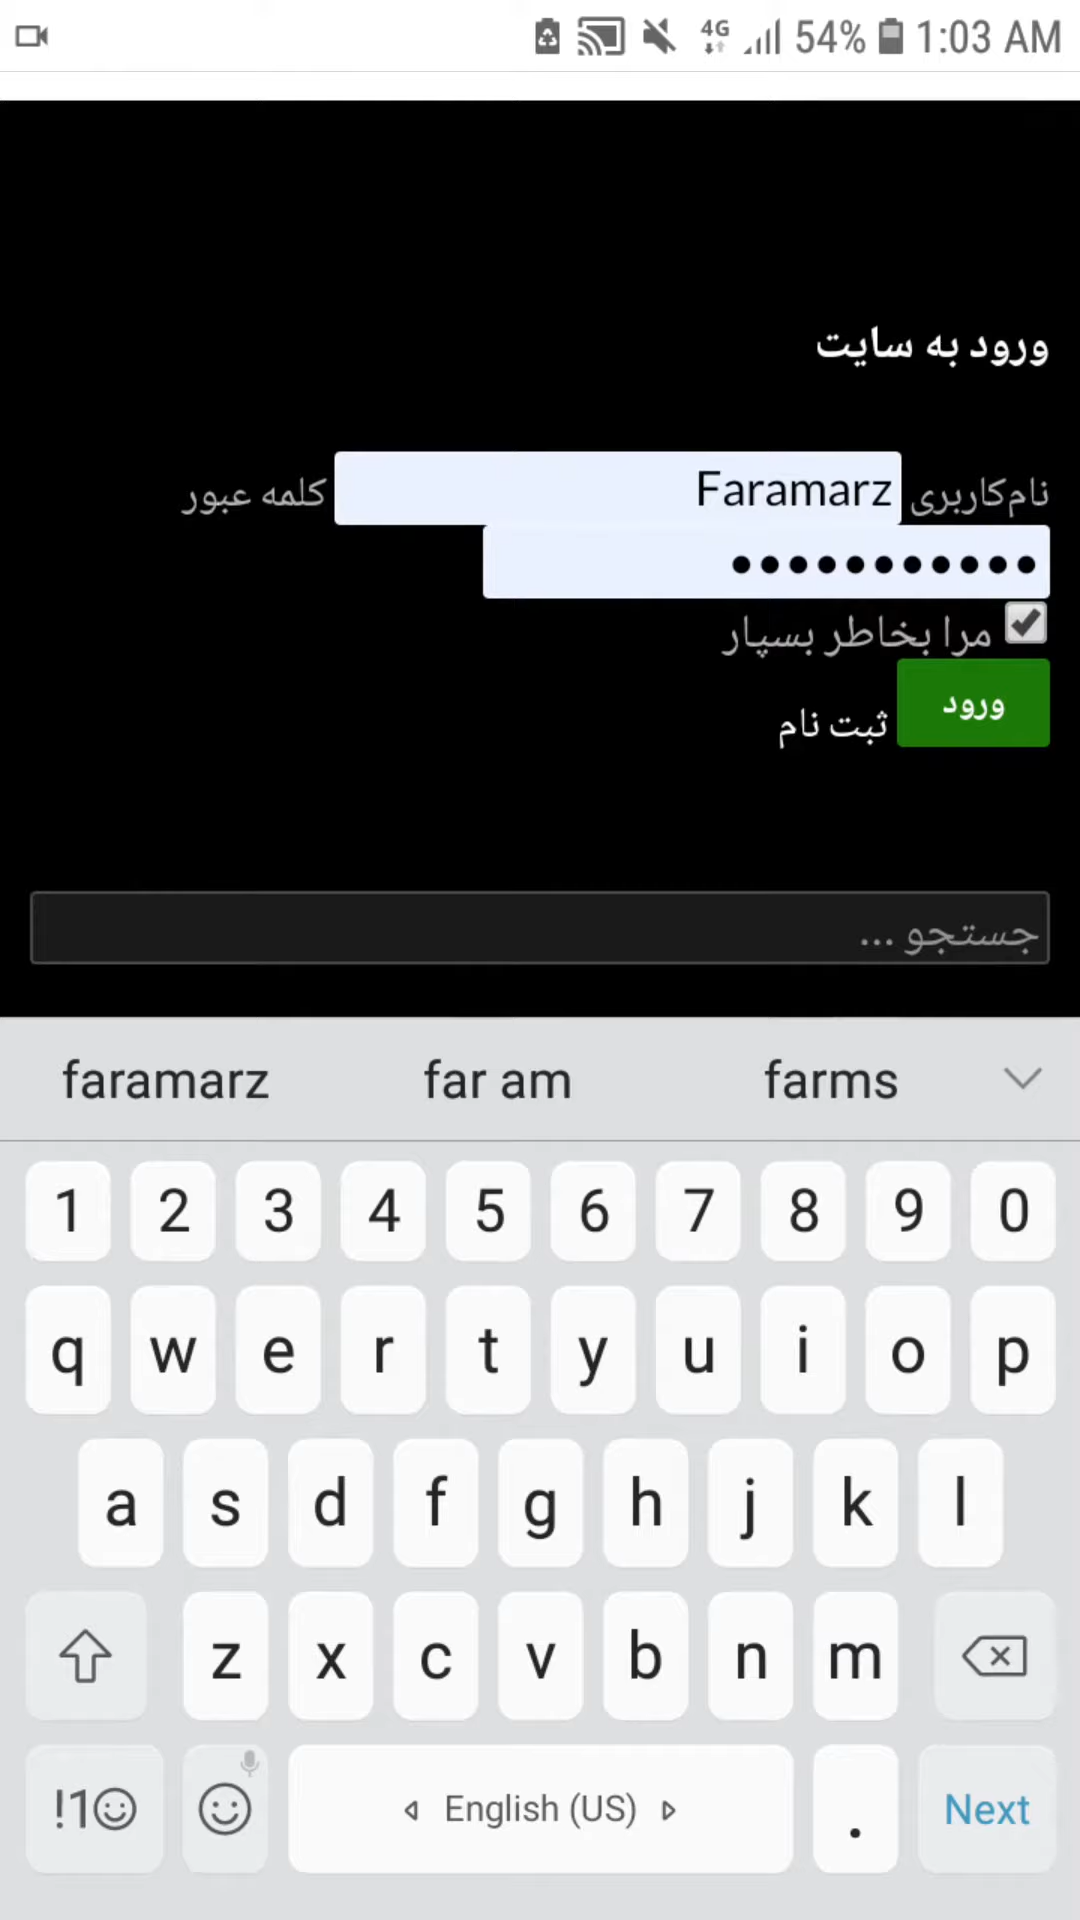 4G 54% 1:03 AM
ورود به سایت
نام‌کاربری Faramarz کلمه عبور
•••••••••••
مرا بخاطر بسپار
ورود ثبت نام
جستجو ...
faramarz far am farms
1 2 3 4 5 6 7 8 9 0
q w e r t y u i o p
a s d f g h j k l
z x c v b n m
!1☺ English (US) . Next